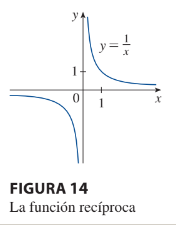 y
y = 1/x
1
0
1
x
FIGURA 14
La función recíproca